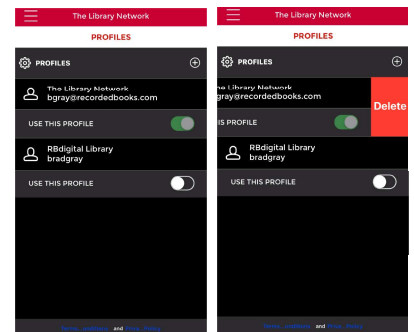 The Library Network
PROFILES
PROFILES
The Library Network
bgray@recordedbooks.com
USE THIS PROFILE
RBdigital Library
bradgray
USE THIS PROFILE
and
The Library Network
PROFILES
PROFILES
he Library Network
gray@recordedbooks.com
IS PROFILE
Delete
RBdigital Library
bradgray
USE THIS PROFILE
and